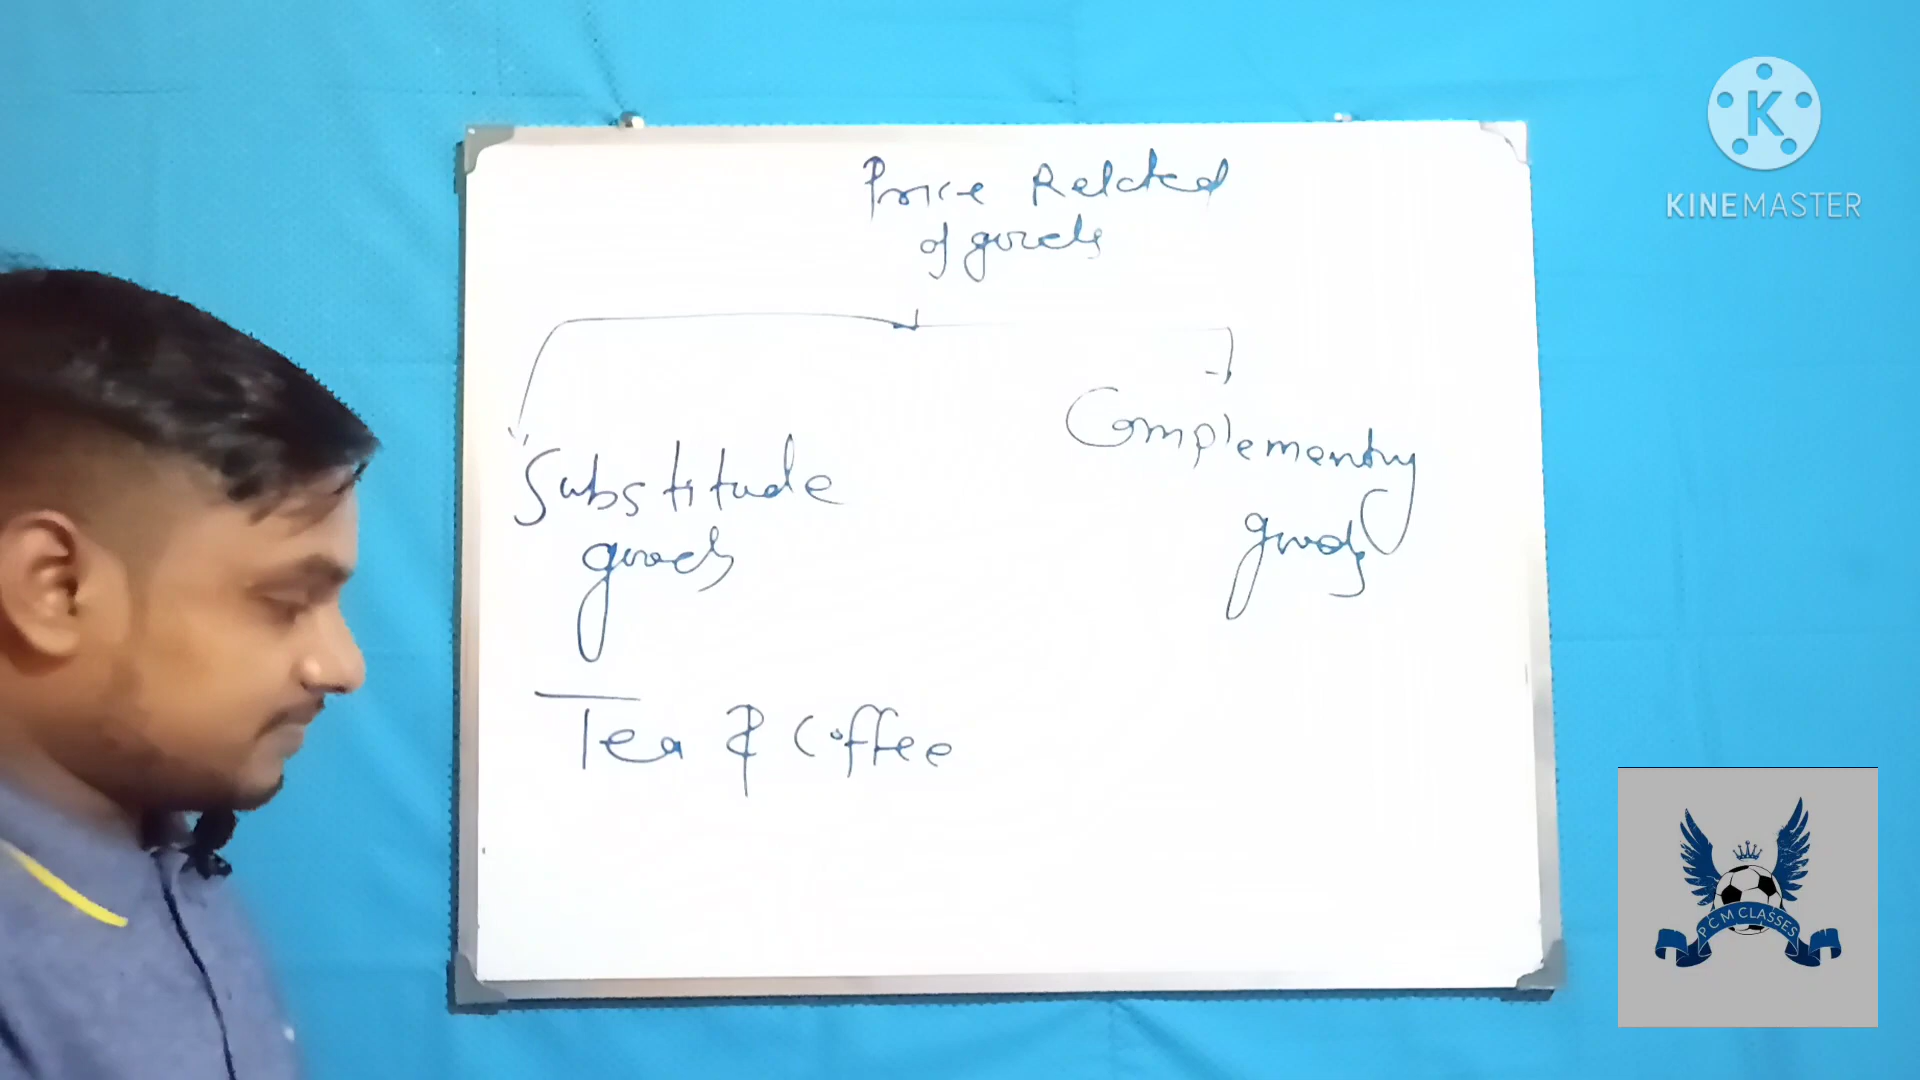 Price Related
of goods
Substitude
goods
Complementry
goods
Tea & Coffee
K
KINEMASTER
PCM CLASSES